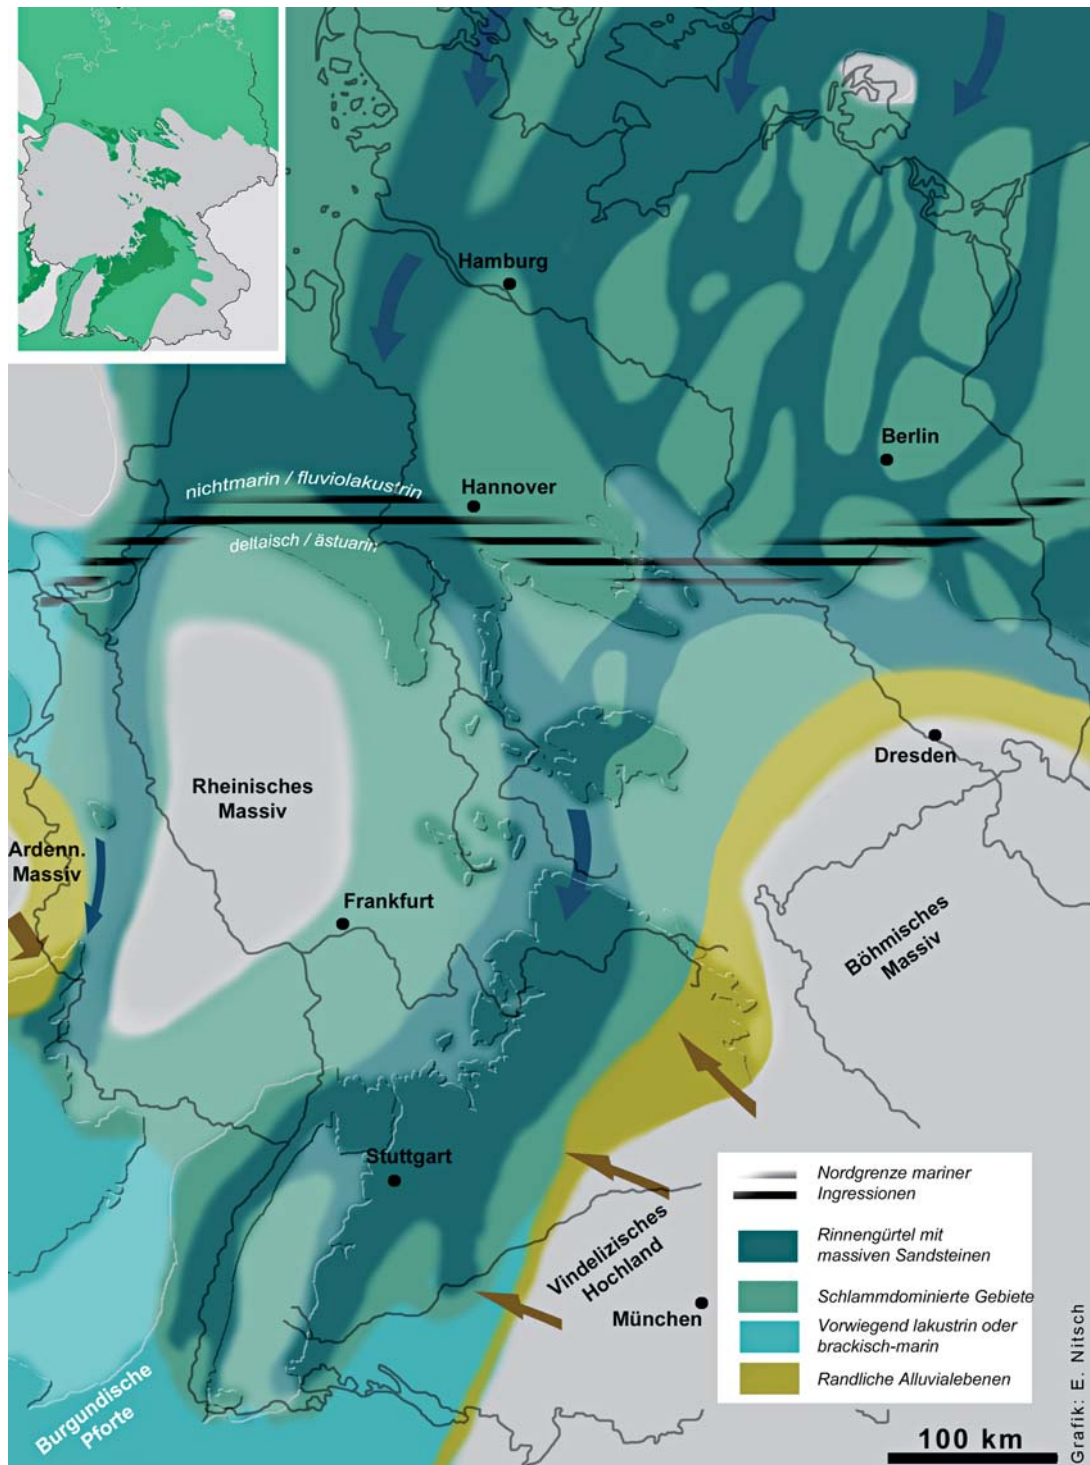 Hamburg
Berlin
nichtmarin / fluviolakustrin
Hannover
deltaisch / ästuarin
Dresden
Rheinisches
Massiv
Ardenn.
Massiv
Frankfurt
Böhmisches
Massiv
Stuttgart
Vindelizisches
Hochland
München
Burgundische
Pforte
Nordgrenze mariner
Ingressionen
Rinnengürtel mit
massiven Sandsteinen
Schlammdominierte Gebiete
Vorwiegend lakustrin oder
brackisch-marin
Randliche Alluvialebenen
100 km
Grafik: E. Nitsch